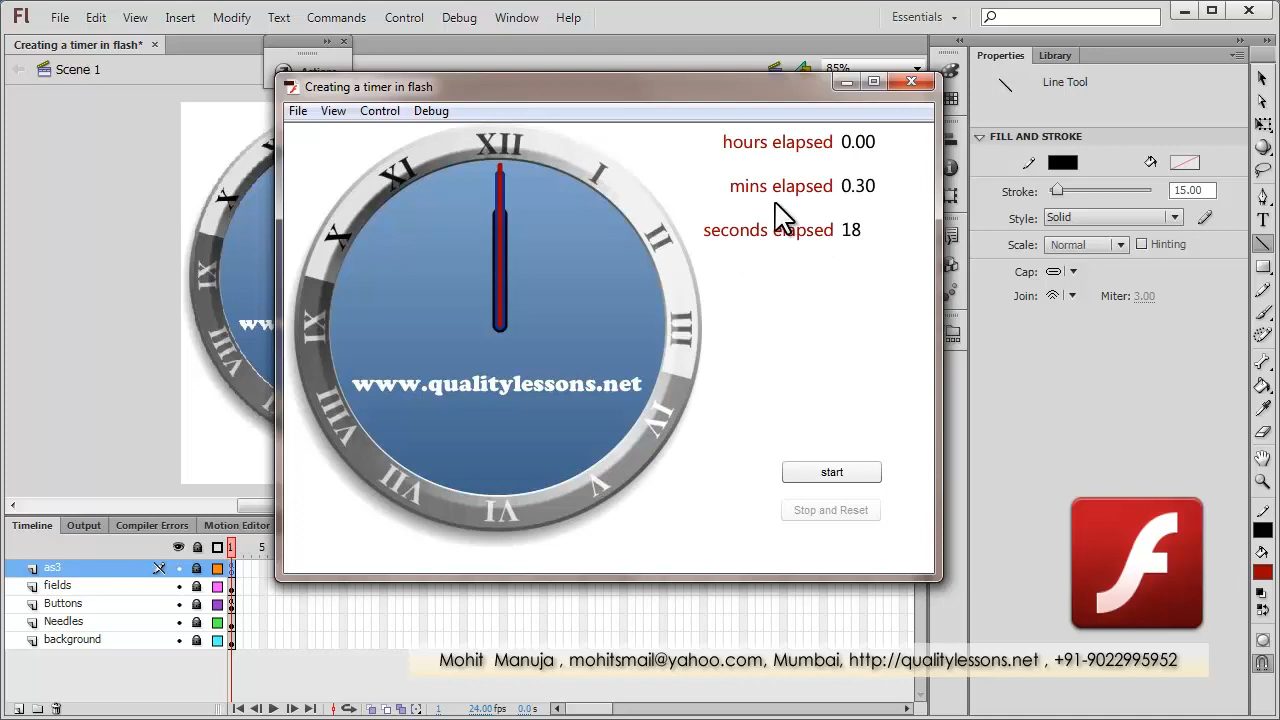 Fl File Edit View Insert Modify Text Commands Control Debug Window Help Essentials
Creating a timer in flash* ×
Scene 1
85%
Properties Library
Line Tool
FILL AND STROKE
Stroke: 15.00
Style: Solid
Scale: Normal Hinting
Cap:
Join: Miter: 3.00
Creating a timer in flash
File View Control Debug
hours elapsed 0.00
mins elapsed 0.30
seconds elapsed 18
XII
I
II
III
IV
V
VI
VII
VIII
IX
X
XI
www.qualitylessons.net
start
Stop and Reset
XI
X
IX
VIII
Timeline Output Compiler Errors Motion Editor
1 5
as3
fields
Buttons
Needles
background
1 24.00 fps 0.0 s
Mohit Manuja , mohitsmail@yahoo.com, Mumbai, http://qualitylessons.net , +91-9022995952